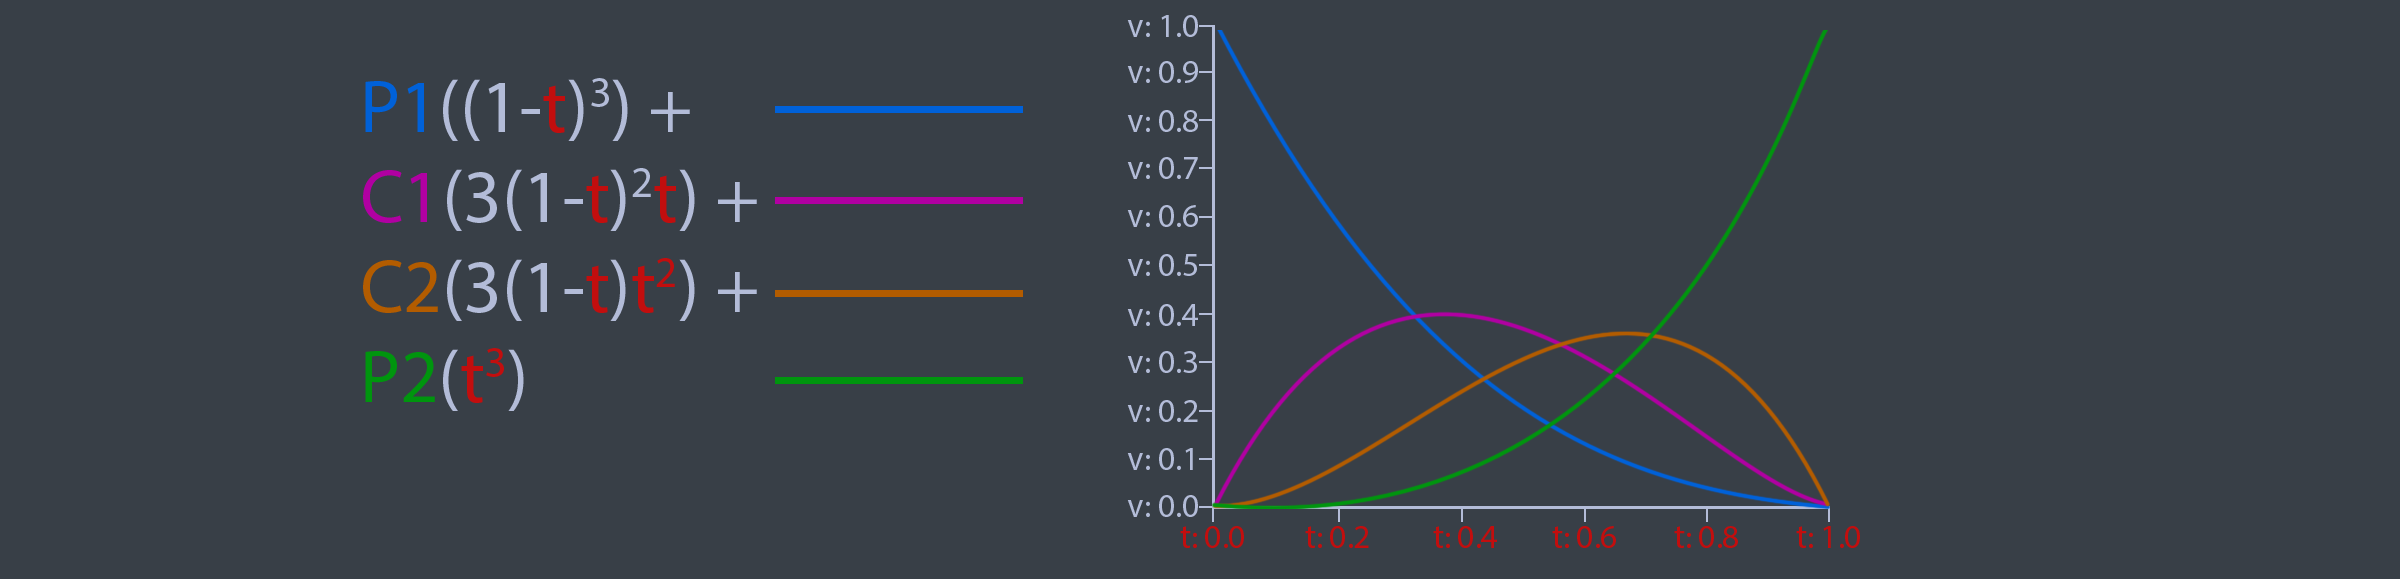 P1((1-t)³) +
C1(3(1-t)²t) +
C2(3(1-t)t²) +
P2(t³)
v: 1.0
v: 0.9
v: 0.8
v: 0.7
v: 0.6
v: 0.5
v: 0.4
v: 0.3
v: 0.2
v: 0.1
v: 0.0
t: 0.0 t: 0.2 t: 0.4 t: 0.6 t: 0.8 t: 1.0